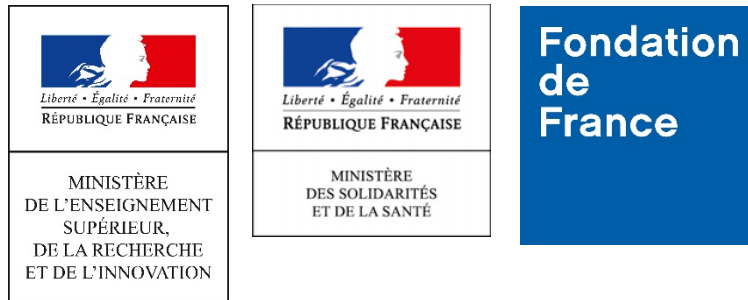 Liberté • Égalité • Fraternité
RÉPUBLIQUE FRANÇAISE
MINISTÈRE
DE L'ENSEIGNEMENT
SUPÉRIEUR,
DE LA RECHERCHE
ET DE L'INNOVATION
Liberté • Égalité • Fraternité
RÉPUBLIQUE FRANÇAISE
MINISTÈRE
DES SOLIDARITÉS
ET DE LA SANTÉ
Fondation
de
France